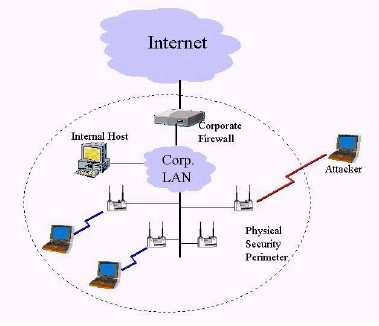 Internet
Corporate
Firewall
Internal Host
Corp.
LAN
Attacker
Physical
Security
Perimeter